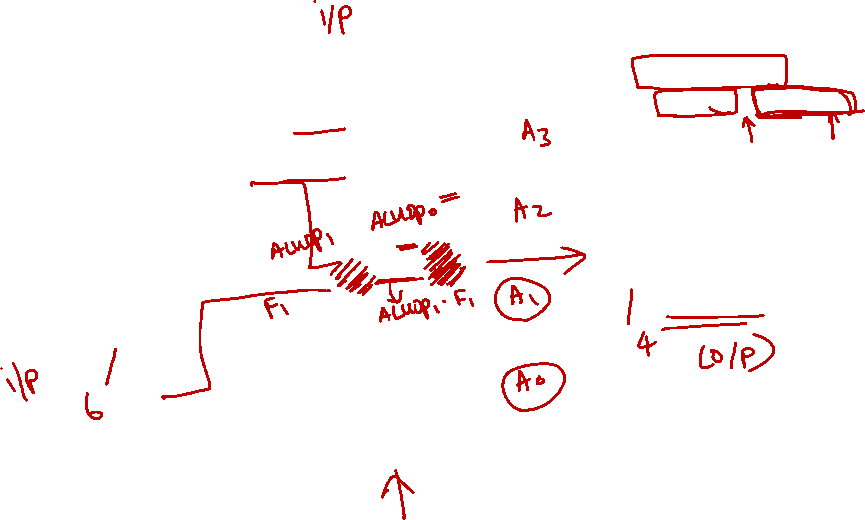 i/p
A3
A2
ALUOP0
ALUOP1
A1
F1
ALUOP1 · F1
4
(O/P)
i/p
6
A0